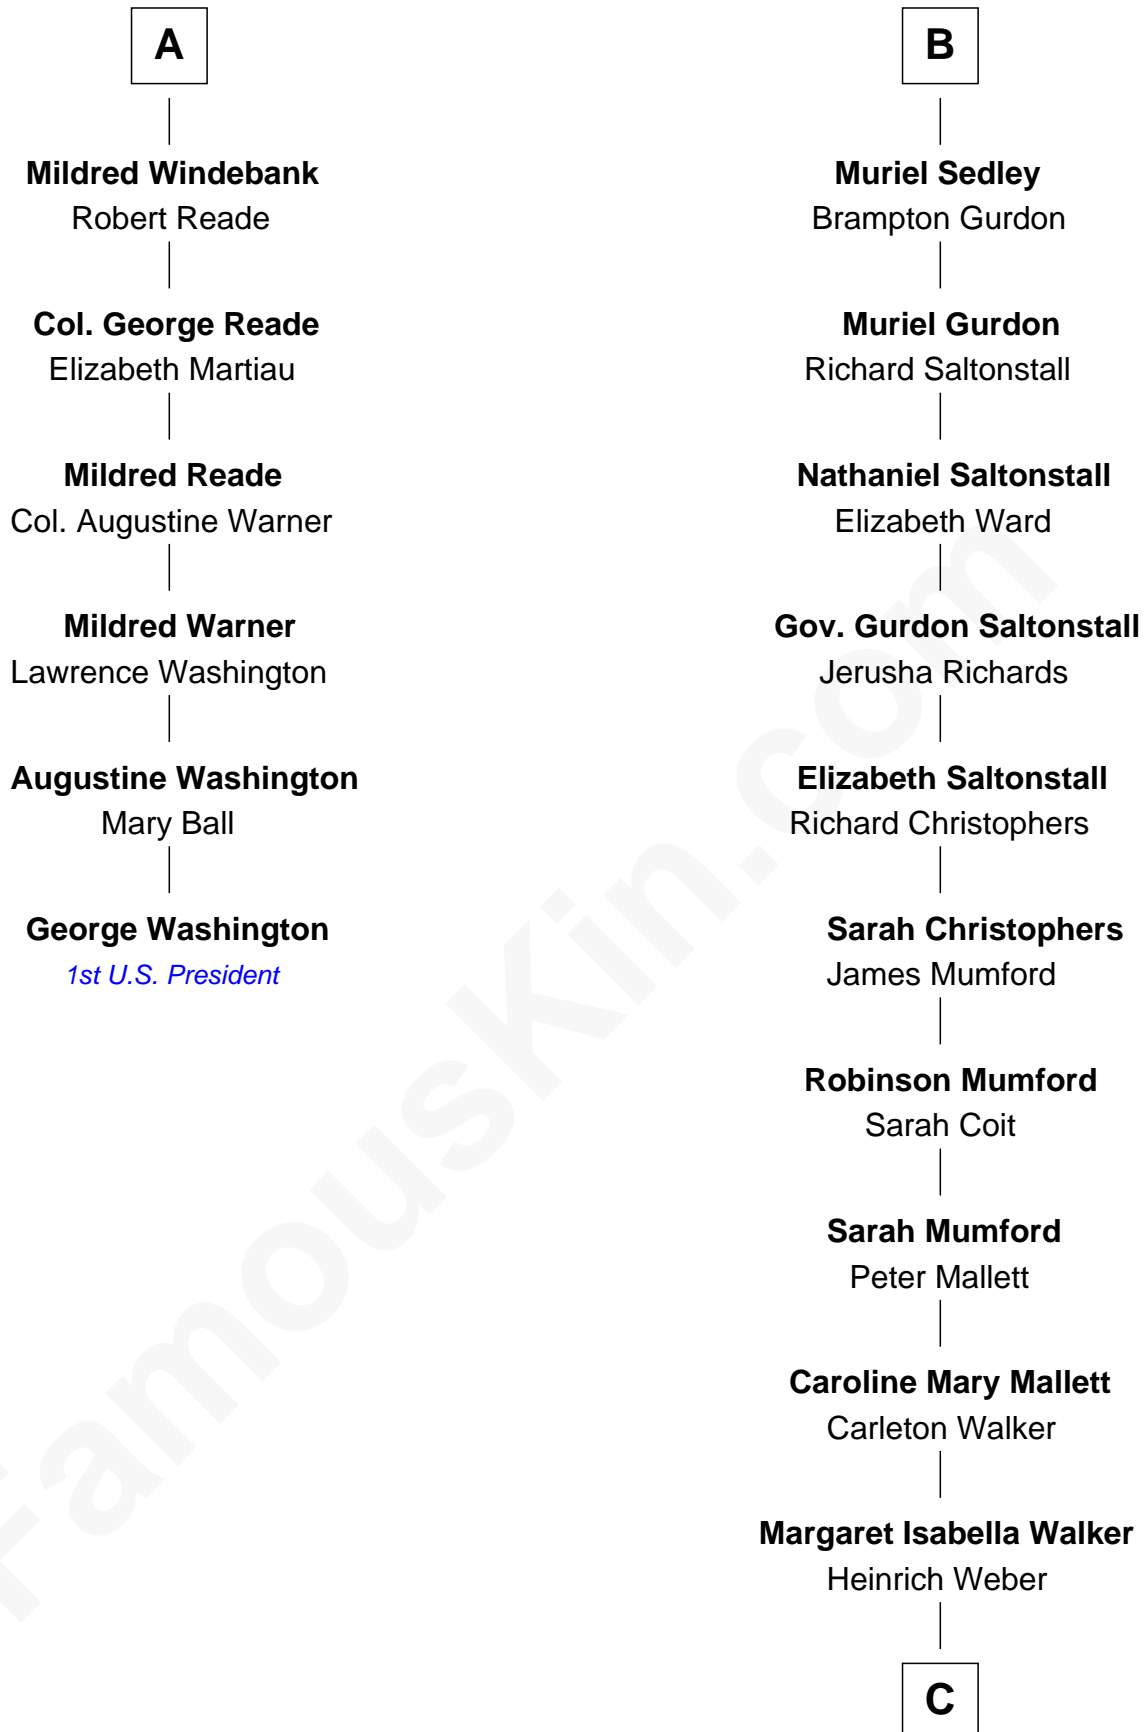 A
Mildred Windebank
Robert Reade
Col. George Reade
Elizabeth Martiau
Mildred Reade
Col. Augustine Warner
Mildred Warner
Lawrence Washington
Augustine Washington
Mary Ball
George Washington
1st U.S. President
B
Muriel Sedley
Brampton Gurdon
Muriel Gurdon
Richard Saltonstall
Nathaniel Saltonstall
Elizabeth Ward
Gov. Gurdon Saltonstall
Jerusha Richards
Elizabeth Saltonstall
Richard Christophers
Sarah Christophers
James Mumford
Robinson Mumford
Sarah Coit
Sarah Mumford
Peter Mallett
Caroline Mary Mallett
Carleton Walker
Margaret Isabella Walker
Heinrich Weber
C
FamousKin.com